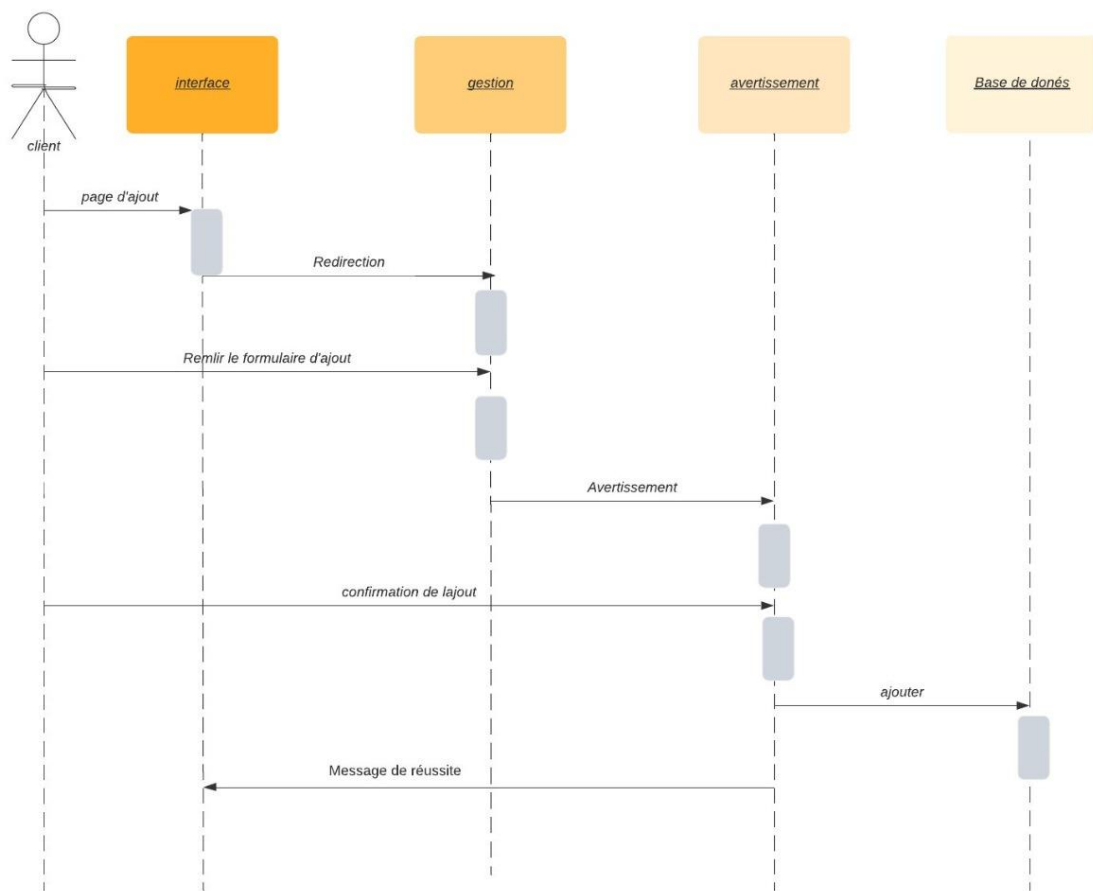 interface
gestion
avertissement
Base de donés
client
page d'ajout
Redirection
Remlir le formulaire d'ajout
Avertissement
confirmation de lajout
ajouter
Message de réussite